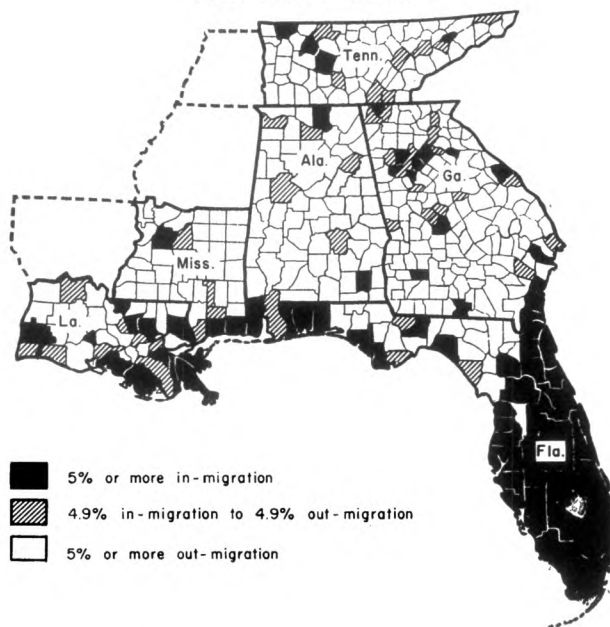 Tenn.
Ala.
Ga.
Miss.
La.
Fla.
5% or more in-migration
4.9% in-migration to 4.9% out-migration
5% or more out-migration